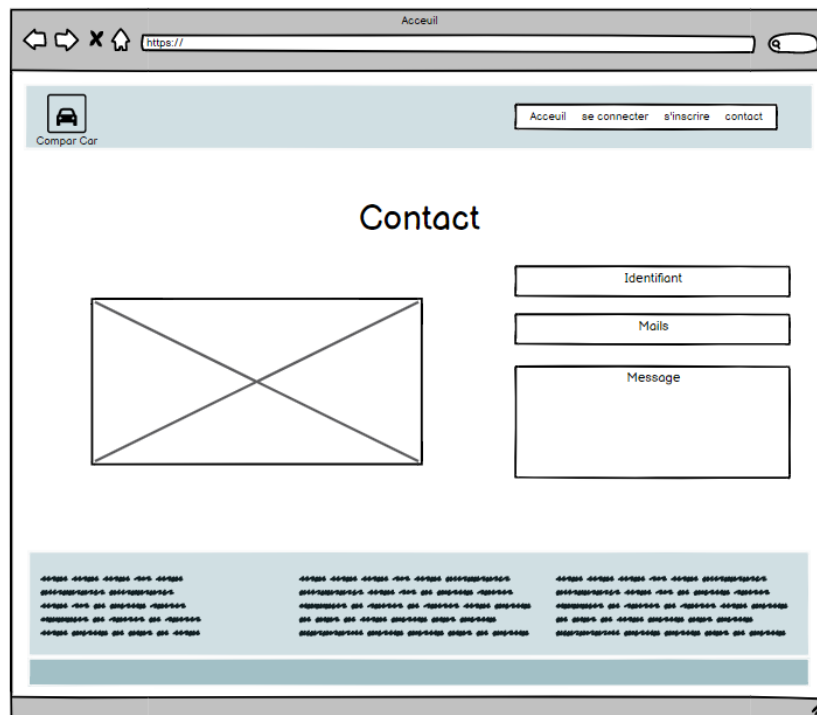 Acceuil
https://
Compar Car
Acceuil se connecter s'inscrire contact
Contact
Identifiant
Mails
Message